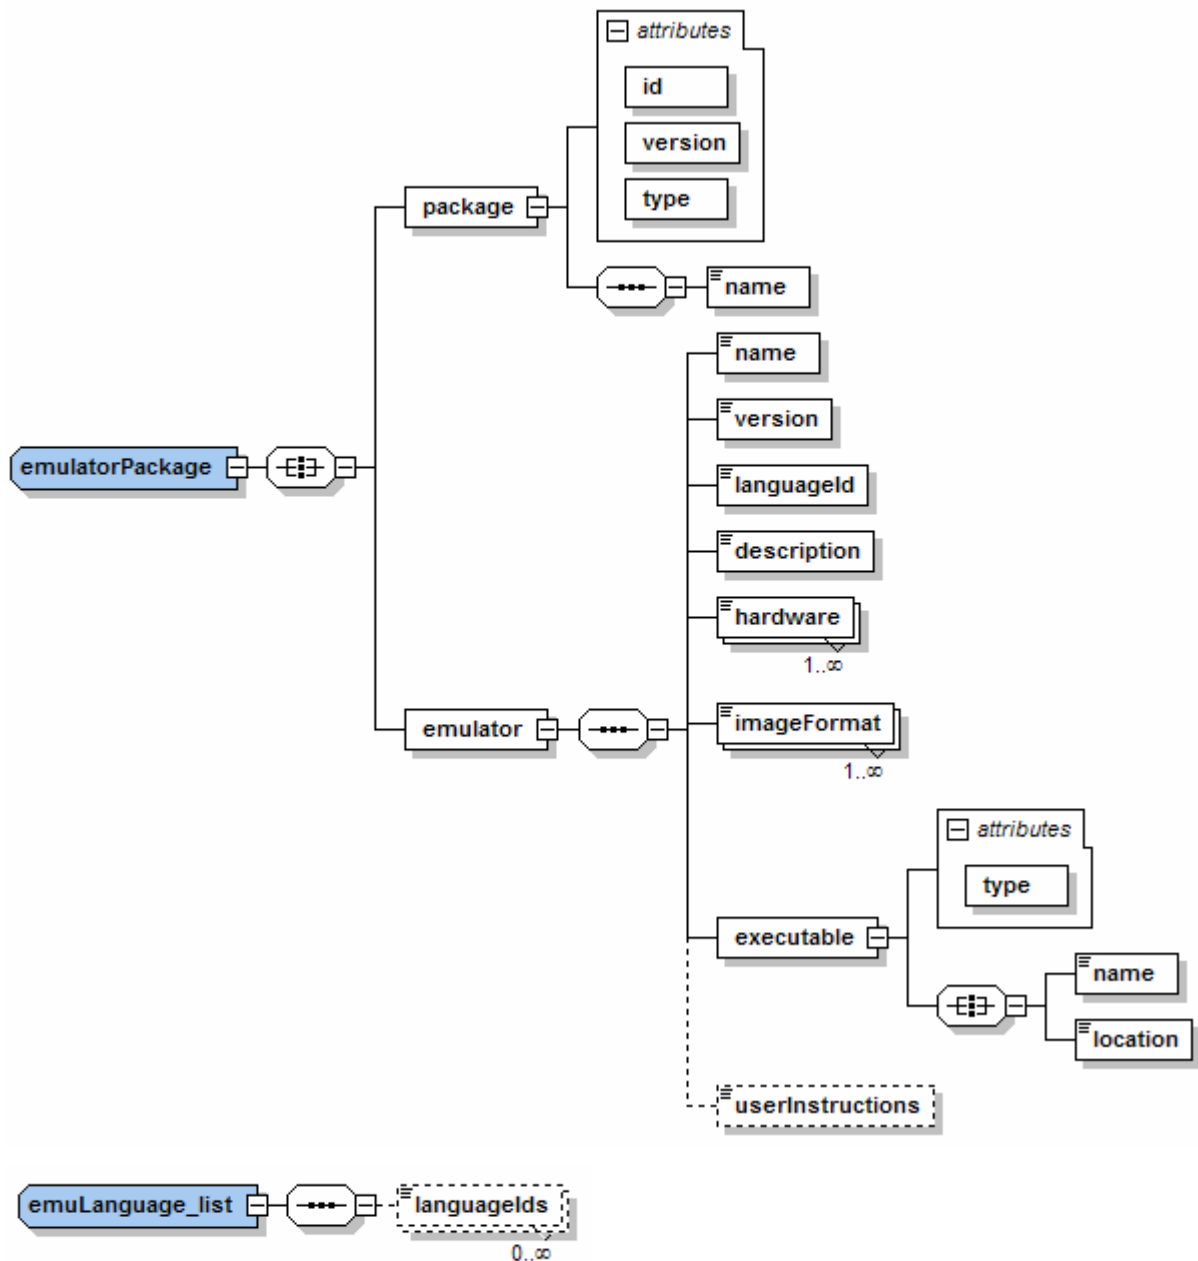 attributes
id
version
type
package
name
name
version
languageId
description
hardware
1..∞
emulatorPackage
emulator
imageFormat
1..∞
attributes
type
executable
name
location
userInstructions
emuLanguage_list
languageIds
0..∞